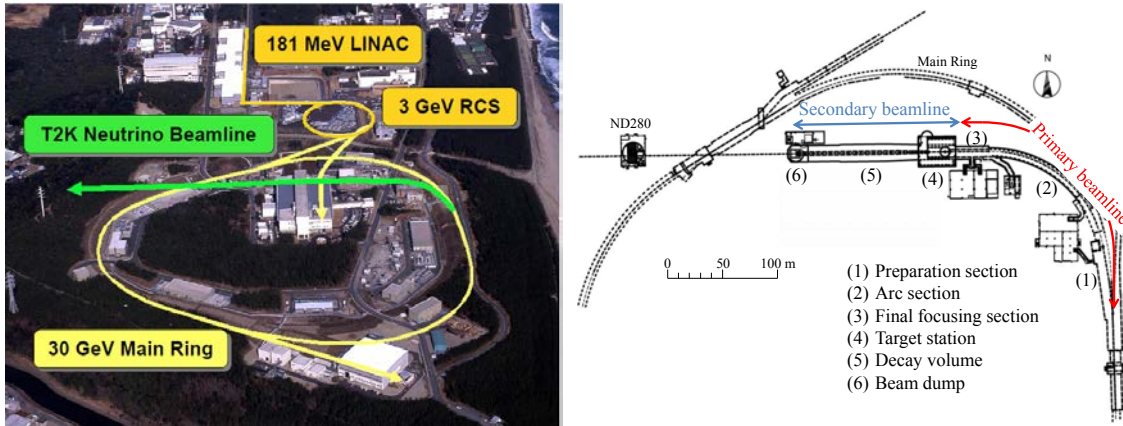 181 MeV LINAC
3 GeV RCS
T2K Neutrino Beamline
30 GeV Main Ring
Main Ring
N
Secondary beamline
Primary beamline
ND280
(3)
(6)
(5)
(4)
(2)
(1)
0
50
100 m
(1) Preparation section
(2) Arc section
(3) Final focusing section
(4) Target station
(5) Decay volume
(6) Beam dump